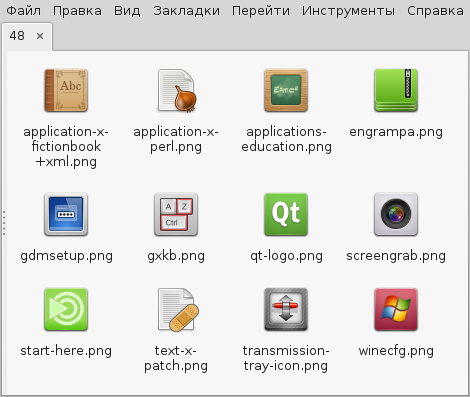 Файл Правка Вид Закладки Перейти Инструменты Справка
48 ×
Abc
E=mc²
application-x-
fictionbook
+xml.png
application-x-
perl.png
applications-
education.png
engrampa.png
A Z
Ctrl
Qt
gdmsetup.png
gxkb.png
qt-logo.png
screengrab.png
start-here.png
text-x-
patch.png
transmission-
tray-icon.png
winecfg.png